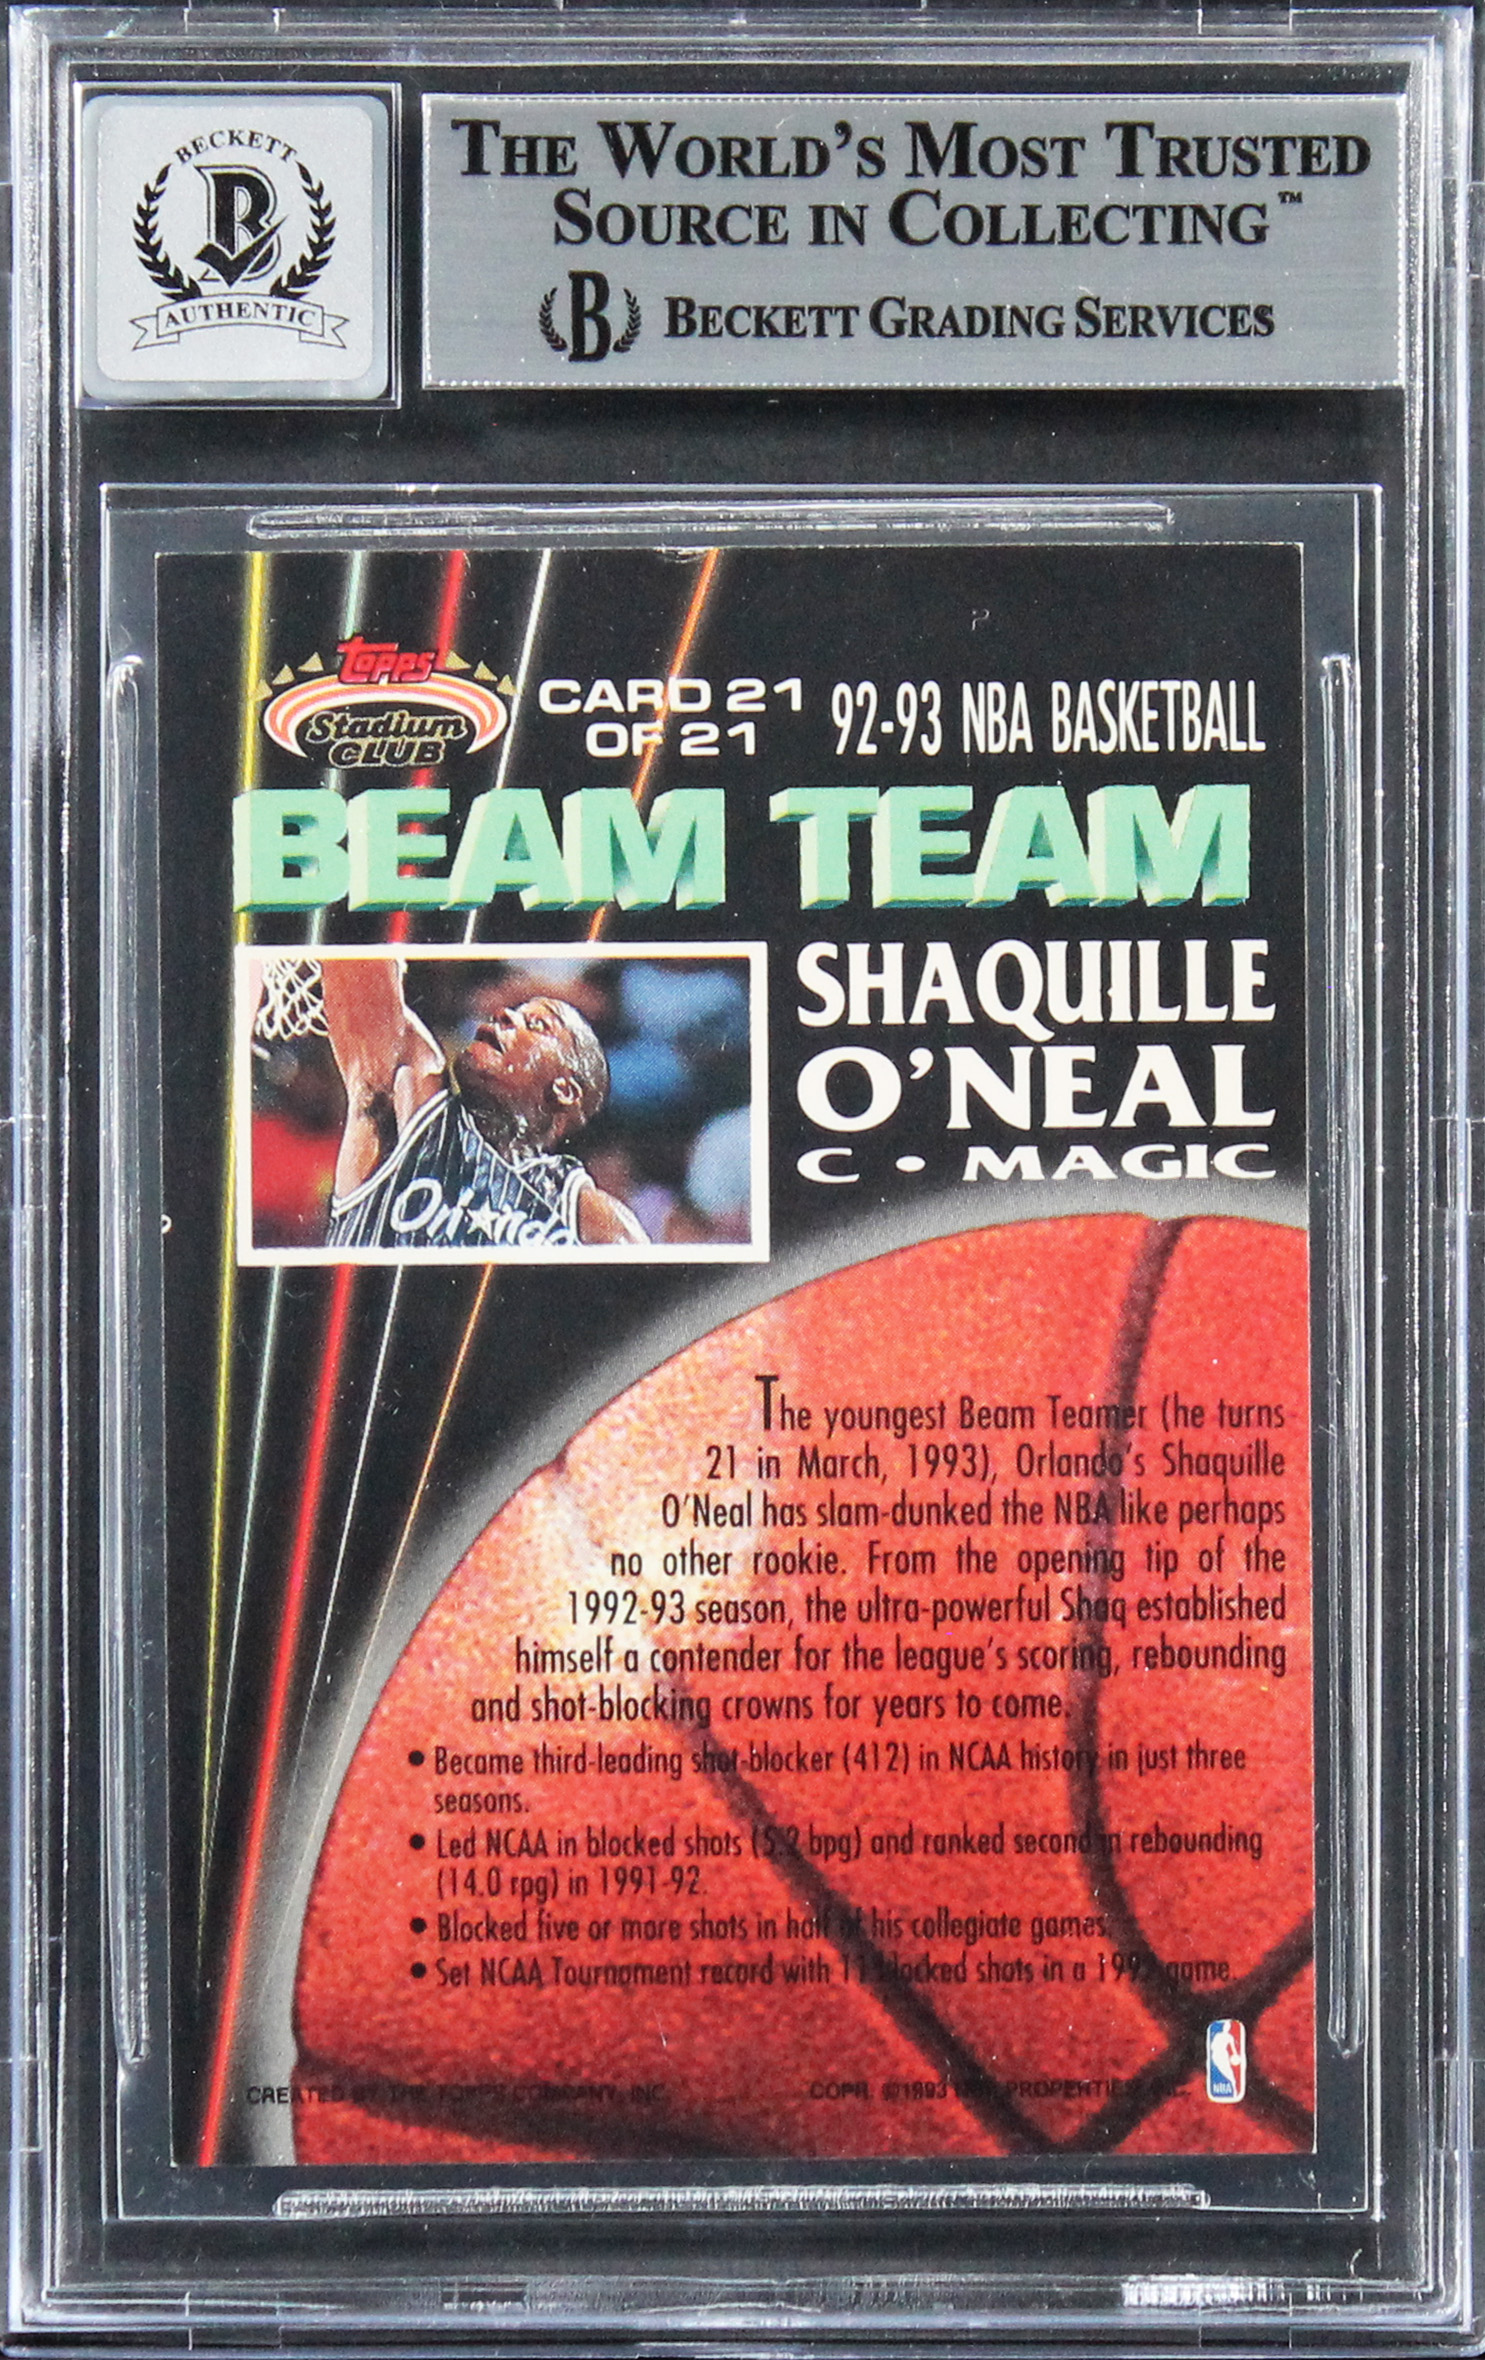 BECKETT
B
AUTHENTIC
THE WORLD'S MOST TRUSTED
SOURCE IN COLLECTING™
B BECKETT GRADING SERVICES
Topps
Stadium
CLUB
CARD 21
OF 21
92-93 NBA BASKETBALL
BEAM TEAM
SHAQUILLE
O'NEAL
C • MAGIC
Orlando
The youngest Beam Teamer (he turns
21 in March, 1993), Orlando's Shaquille
O'Neal has slam-dunked the NBA like perhaps
no other rookie. From the opening tip of the
1992-93 season, the ultra-powerful Shaq established
himself a contender for the league's scoring, rebounding
and shot-blocking crowns for years to come.
• Became third-leading shot-blocker (412) in NCAA history in just three
seasons.
• Led NCAA in blocked shots (5.2 bpg) and ranked second in rebounding
(14.0 rpg) in 1991-92.
• Blocked five or more shots in half of his collegiate games.
• Set NCAA Tournament record with 11 blocked shots in a 1992 game.
CREATED BY THE TOPPS COMPANY, INC.
COPR. ©1993 NBA PROPERTIES, INC.
NBA